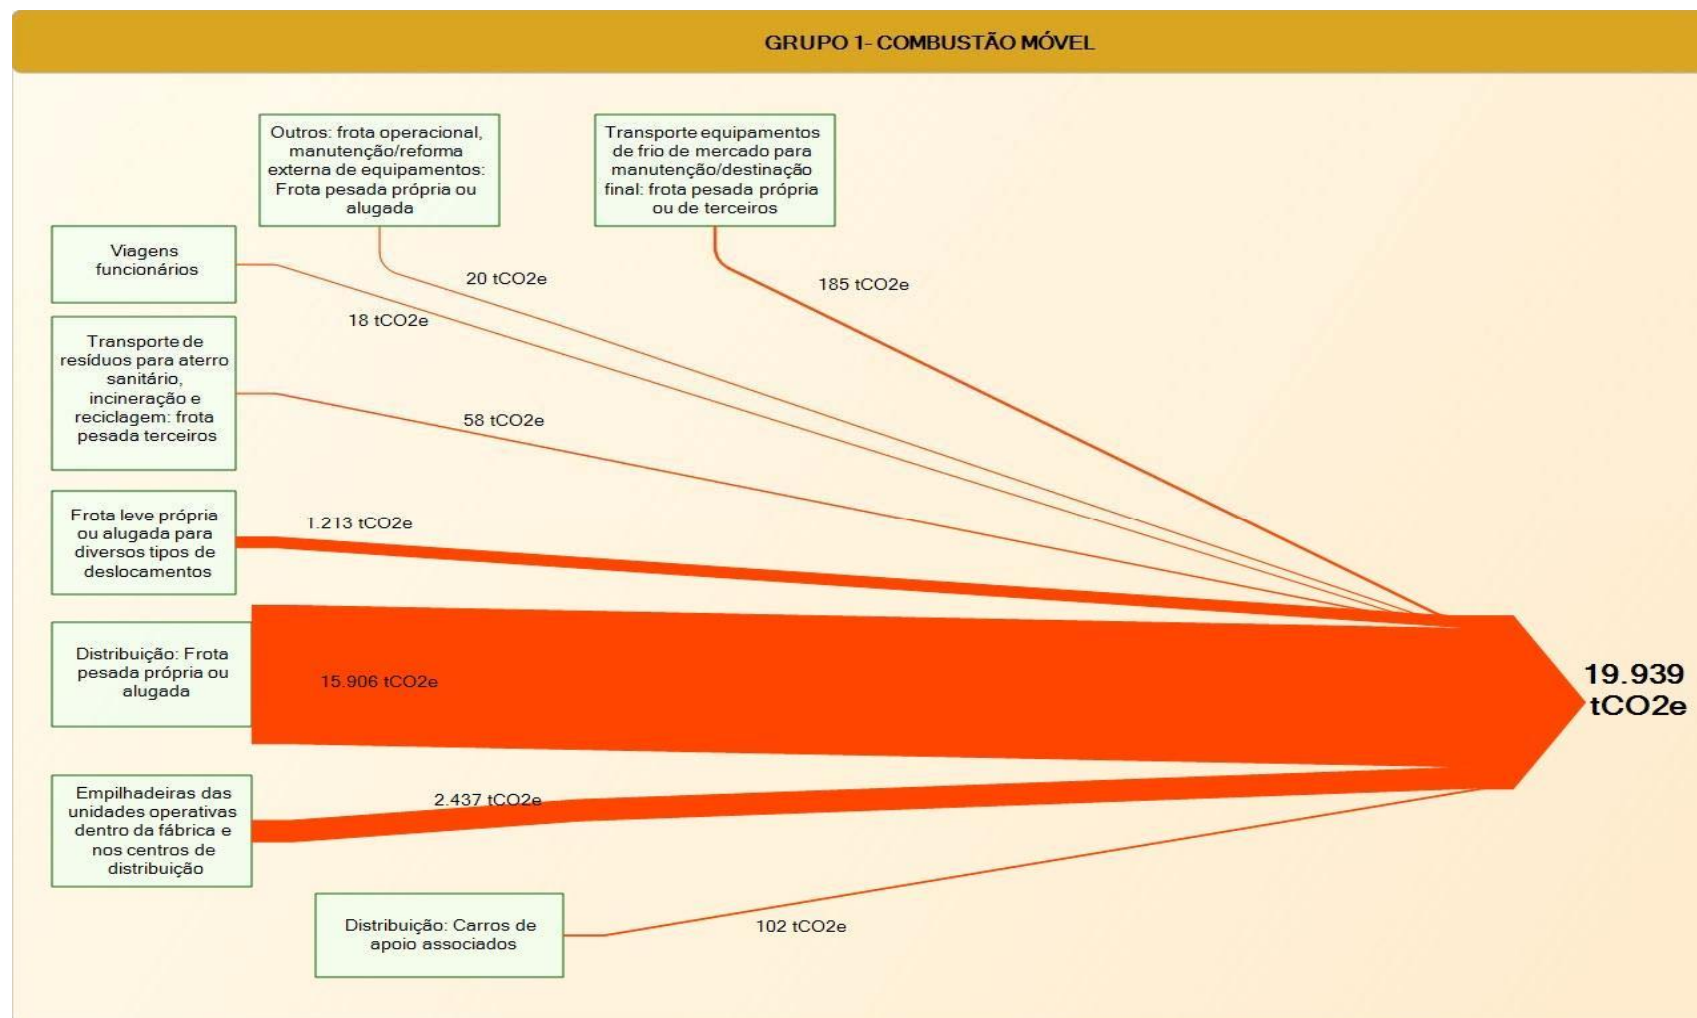 GRUPO 1- COMBUSTÃO MÓVEL
Outros: frota operacional,
manutenção/reforma
externa de equipamentos:
Frota pesada própria ou
alugada
Transporte equipamentos
de frio de mercado para
manutenção/destinação
final: frota pesada própria
ou de terceiros
Viagens
funcionários
20 tCO2e
185 tCO2e
18 tCO2e
Transporte de
resíduos para aterro
sanitário,
incineração e
reciclagem: frota
pesada terceiros
58 tCO2e
Frota leve própria
ou alugada para
diversos tipos de
deslocamentos
1.213 tCO2e
Distribuição: Frota
pesada própria ou
alugada
15.906 tCO2e
19.939
tCO2e
Empilhadeiras das
unidades operativas
dentro da fábrica e
nos centros de
distribuição
2.437 tCO2e
Distribuição: Carros de
apoio associados
102 tCO2e